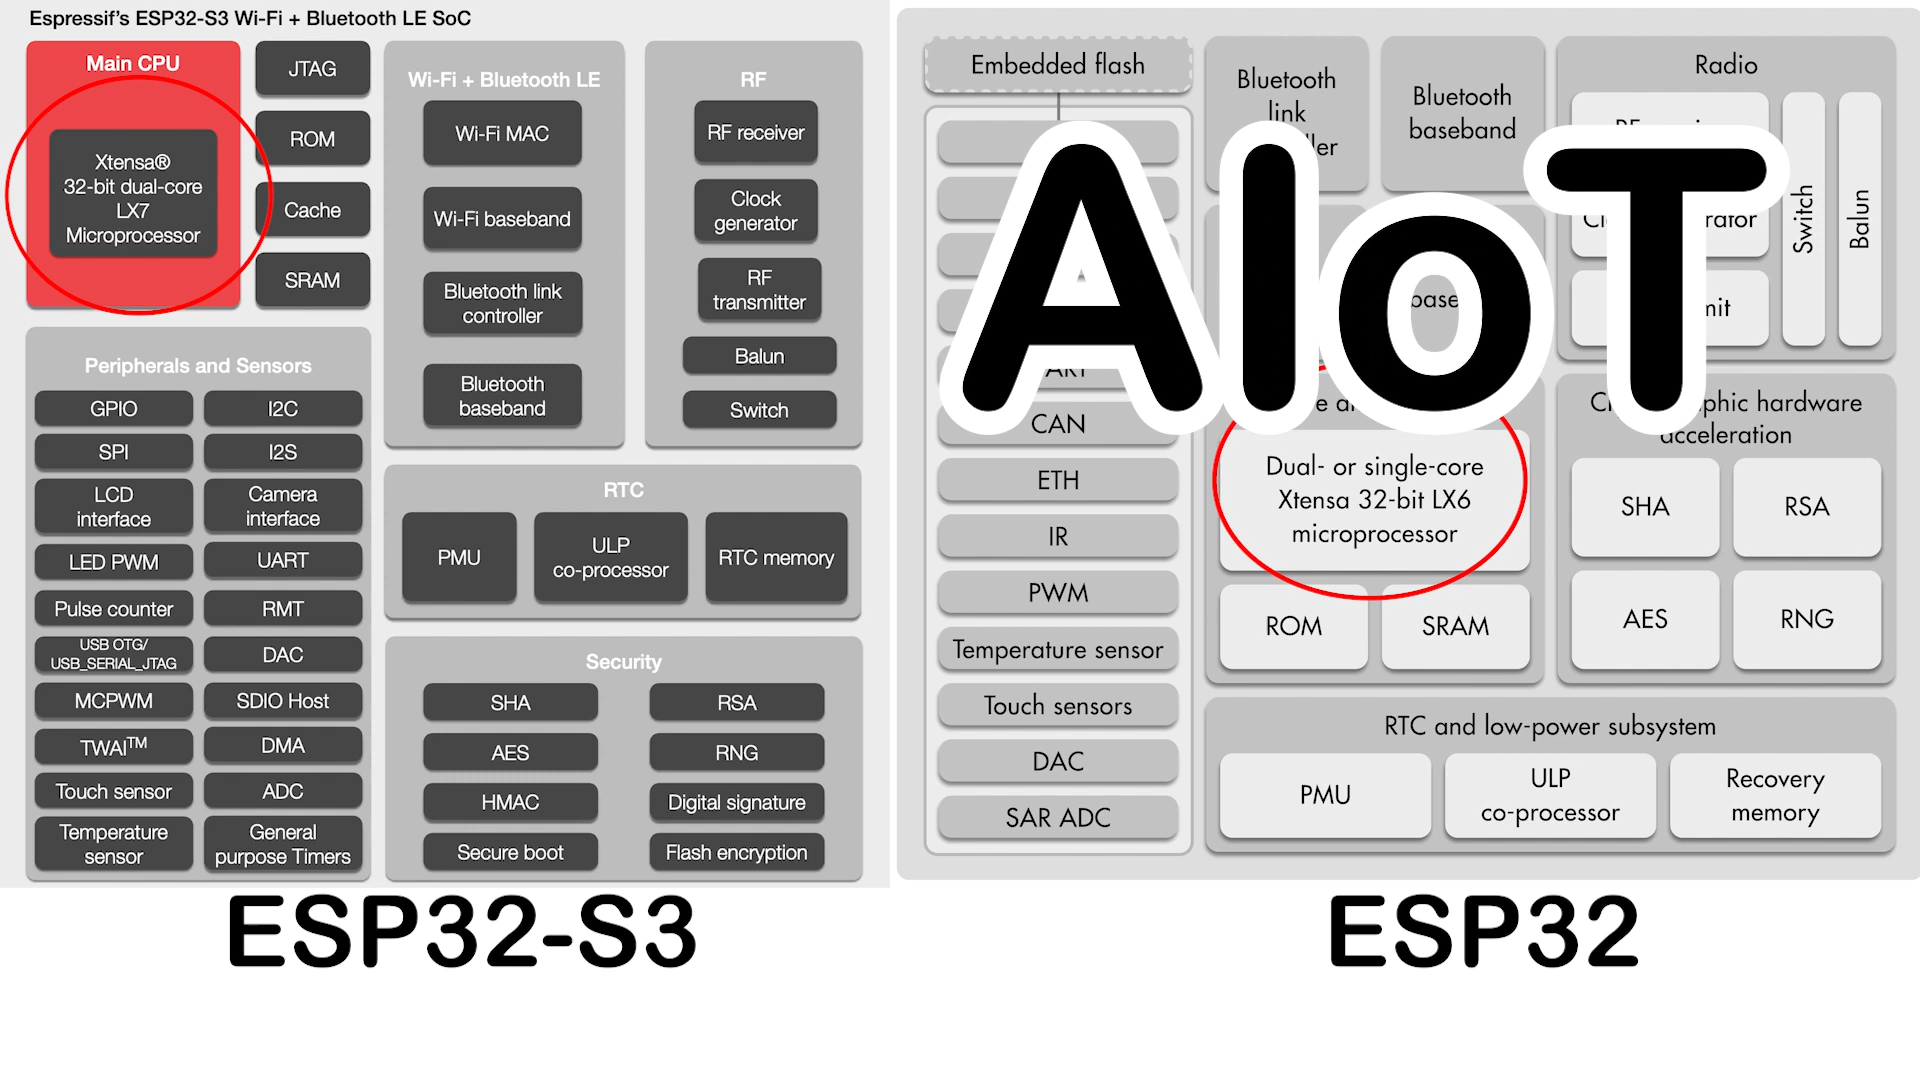 Espressif's ESP32-S3 Wi-Fi + Bluetooth LE SoC
Main CPU
Xtensa®
32-bit dual-core
LX7
Microprocessor
JTAG
ROM
Cache
SRAM
Wi-Fi + Bluetooth LE
Wi-Fi MAC
Wi-Fi baseband
Bluetooth link
controller
Bluetooth
baseband
RF
RF receiver
Clock
generator
RF
transmitter
Balun
Switch
Peripherals and Sensors
GPIO
I2C
SPI
I2S
LCD
interface
Camera
interface
LED PWM
UART
Pulse counter
RMT
USB OTG/
USB_SERIAL_JTAG
DAC
MCPWM
SDIO Host
TWAI™
DMA
Touch sensor
ADC
Temperature
sensor
General
purpose Timers
RTC
PMU
ULP
co-processor
RTC memory
Security
SHA
RSA
AES
RNG
HMAC
Digital signature
Secure boot
Flash encryption
ESP32-S3
Embedded flash
Bluetooth
link
Bluetooth
baseband
Radio
Switch
Balun
AIoT
CAN
ETH
IR
PWM
Temperature sensor
Touch sensors
DAC
SAR ADC
Dual- or single-core
Xtensa 32-bit LX6
microprocessor
ROM
SRAM
hardware
acceleration
SHA
RSA
AES
RNG
RTC and low-power subsystem
PMU
ULP
co-processor
Recovery
memory
ESP32